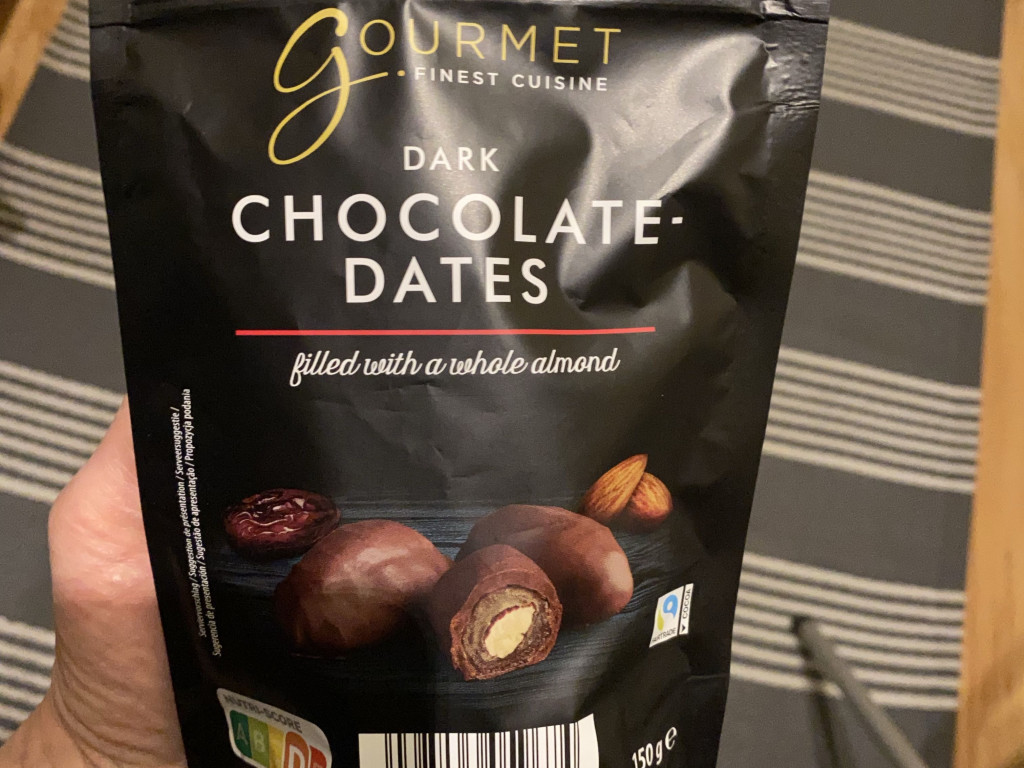 gOURMET
FINEST CUISINE
DARK
CHOCOLATE-
DATES
filled with a whole almond
Serviervorschlag / Suggestion de présentation / Serveersuggestie /
Sugerencia de presentación / Sugestão de apresentação / Propozycja podania
FAIRTRADE
COCOA
NUTRI-SCORE
A B D E
150 g e